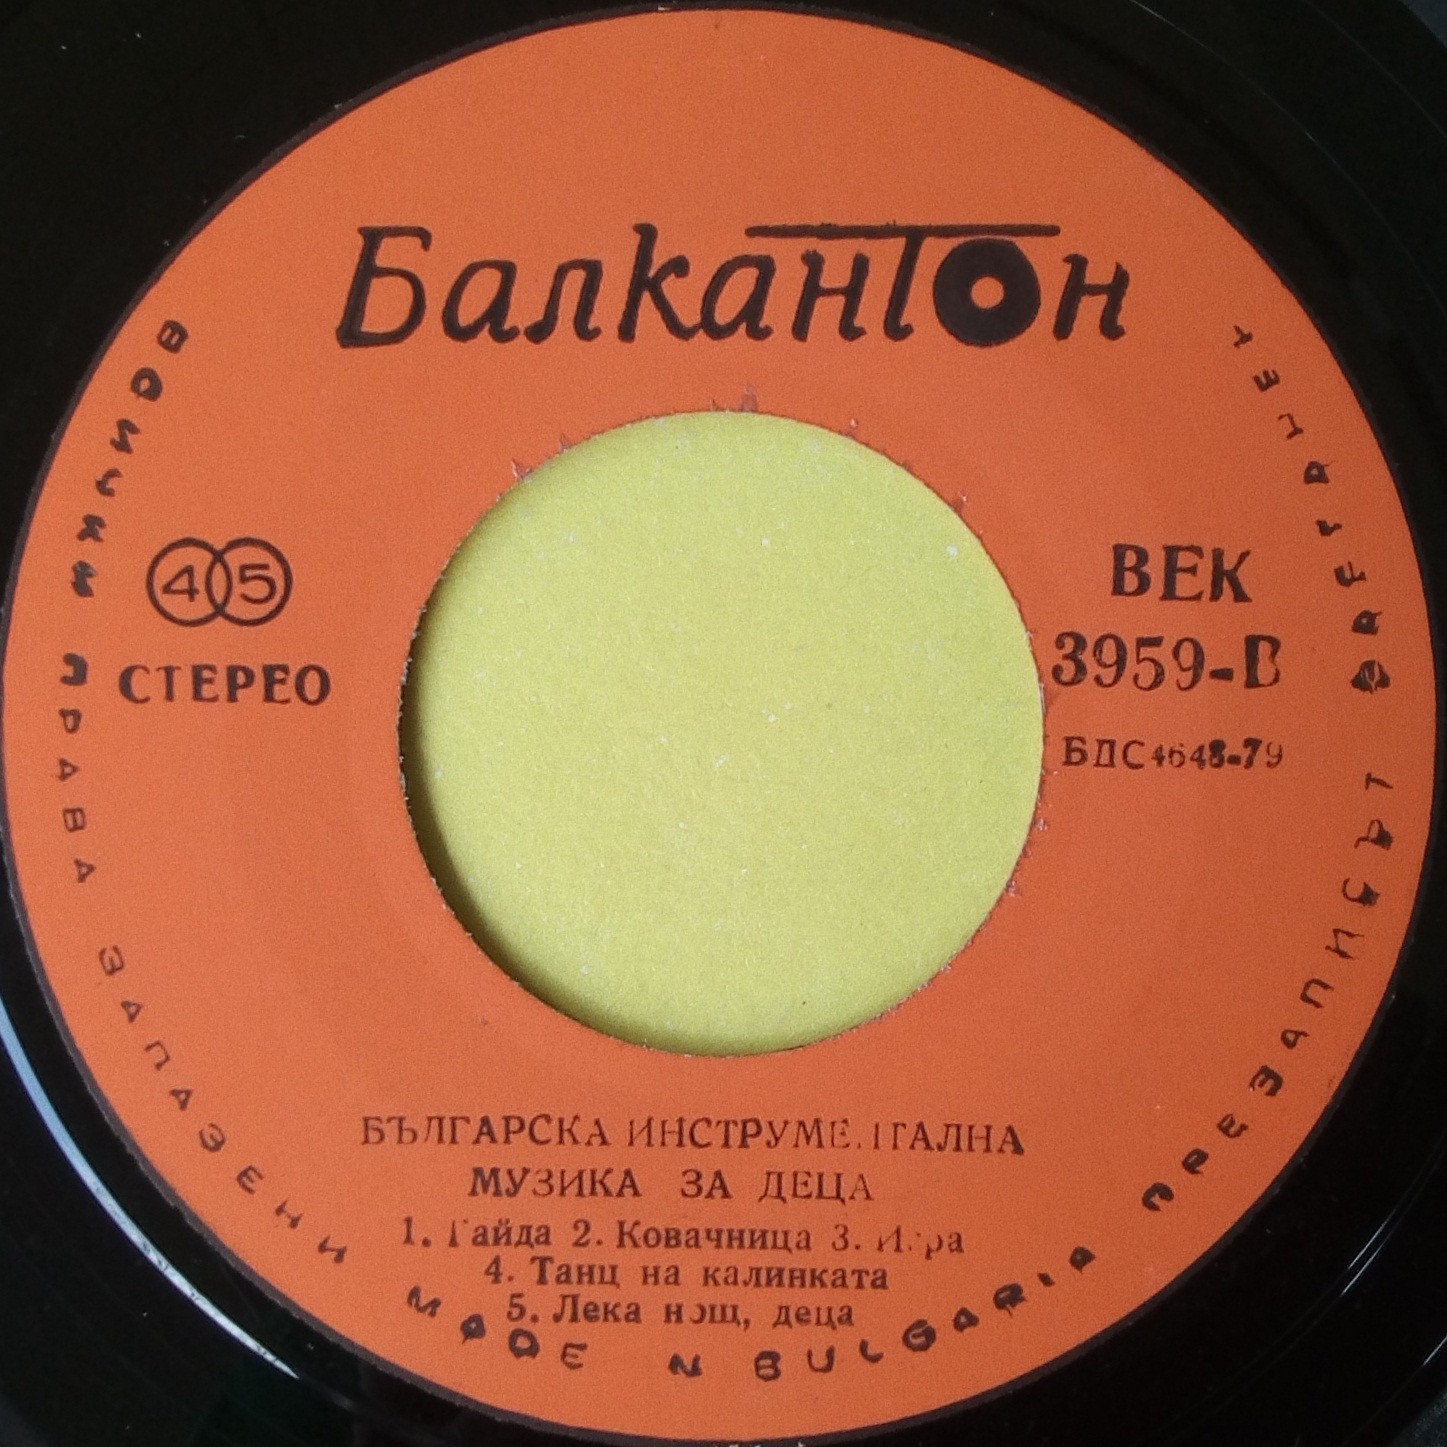 Балкантон
45
СТЕРЕО
ВЕК
3959-В
БДС 4648-79
БЪЛГАРСКА ИНСТРУМЕНТАЛНА
МУЗИКА ЗА ДЕЦА
1. Гайда 2. Ковачница 3. Игра
4. Танц на калинката
5. Лека нощ, деца
ПРАВА ЗАПАЗЕНИ MADE IN BULGARIA ПРЕЗАПИСЪТ